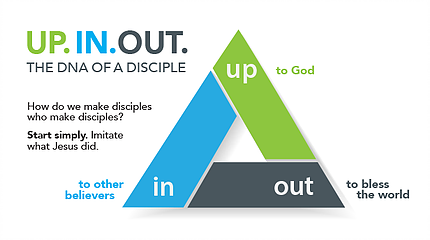 UP. IN. OUT.
THE DNA OF A DISCIPLE
How do we make disciples
who make disciples?
Start simply. Imitate
what Jesus did.
up
to God
to other
believers
in
out
to bless
the world